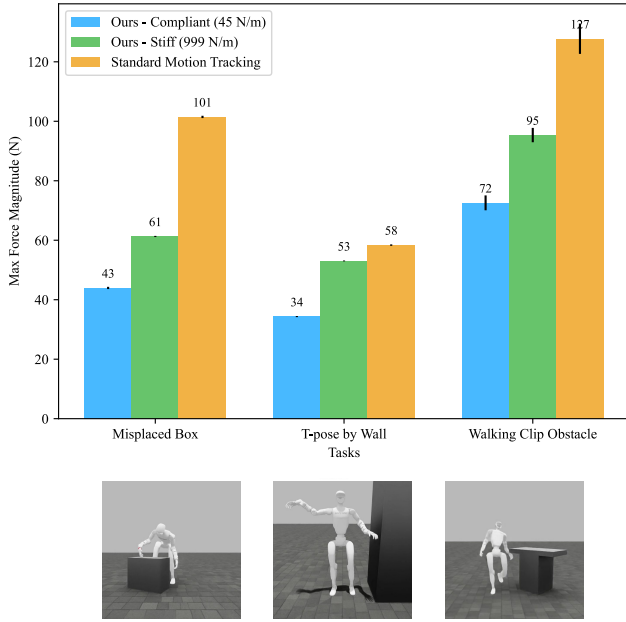 Ours - Compliant (45 N/m)
Ours - Stiff (999 N/m)
Standard Motion Tracking
Max Force Magnitude (N)
120
100
80
60
40
20
0
43
61
101
34
53
58
72
95
127
Misplaced Box
T-pose by Wall
Walking Clip Obstacle
Tasks